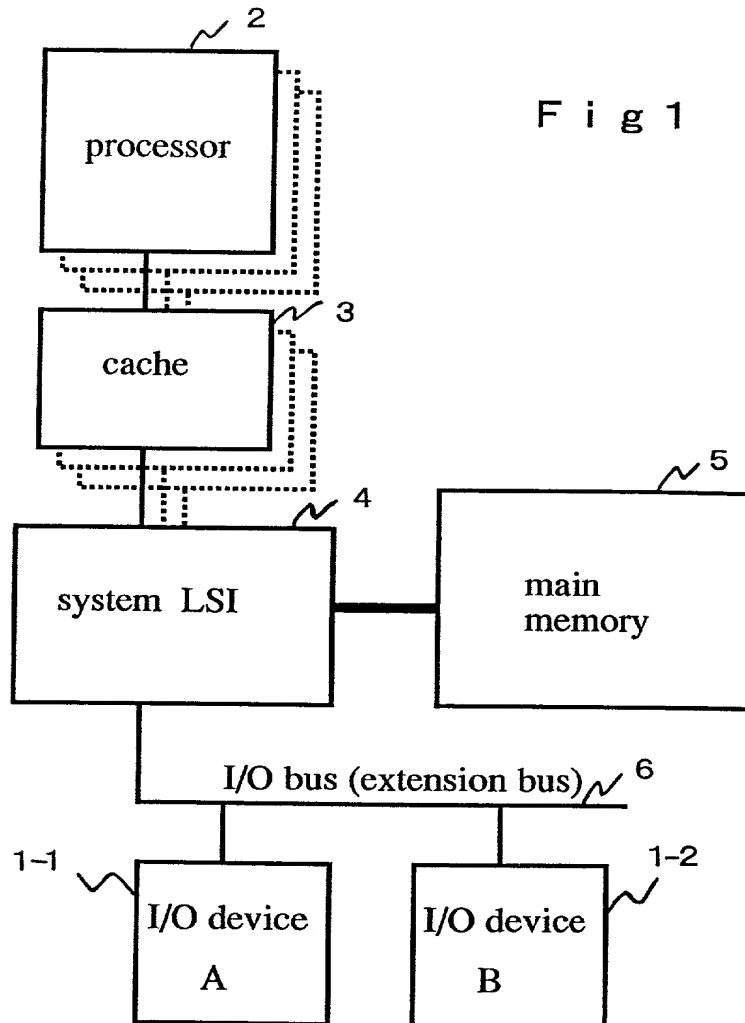 2
processor
F i g 1
3
cache
4
5
system LSI
main
memory
I/O bus (extension bus)
6
1-1
1-2
I/O device
A
I/O device
B